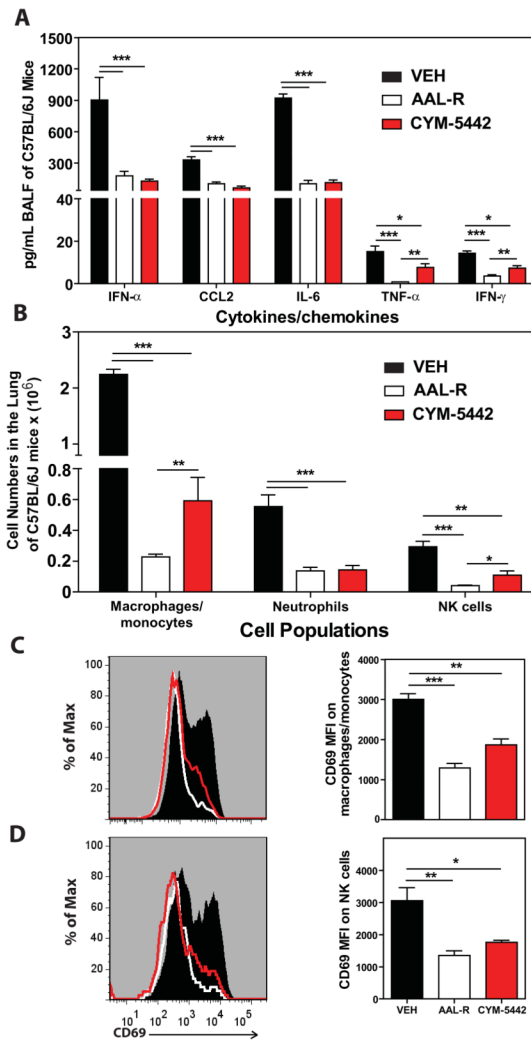 A
pg/mL BALF of C57BL/6J Mice
1500
1200
900
600
300
40
20
0
***
***
***
*
***
**
*
***
**
VEH
AAL-R
CYM-5442
IFN-α
CCL2
IL-6
TNF-α
IFN-γ
Cytokines/chemokines
B
Cell Numbers in the Lung
of C57BL/6J mice x (10⁶)
3
2
0.8
0.6
0.4
0.2
0
***
**
***
**
***
*
VEH
AAL-R
CYM-5442
Macrophages/
monocytes
Neutrophils
NK cells
Cell Populations
C
% of Max
100
80
60
40
20
0
CD69 MFI on
macrophages/monocytes
4000
3000
2000
1000
0
**
***
D
% of Max
100
80
60
40
20
0
10¹ 10² 10³ 10⁴ 10⁵
CD69
CD69 MFI on NK cells
4000
3000
2000
1000
0
*
**
VEH
AAL-R
CYM-5442